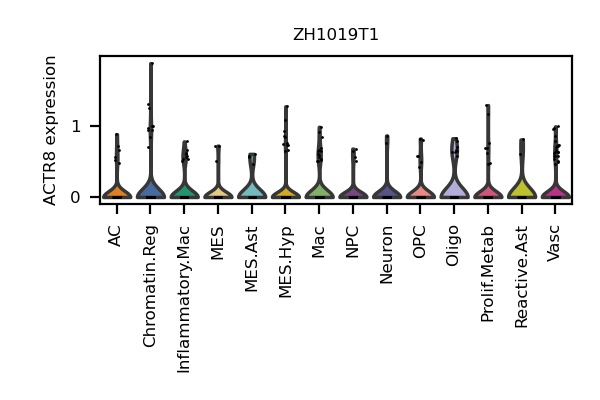 ZH1019T1
ACTR8 expression
1
0
AC
Chromatin.Reg
Inflammatory.Mac
MES
MES.Ast
MES.Hyp
Mac
NPC
Neuron
OPC
Oligo
Prolif.Metab
Reactive.Ast
Vasc